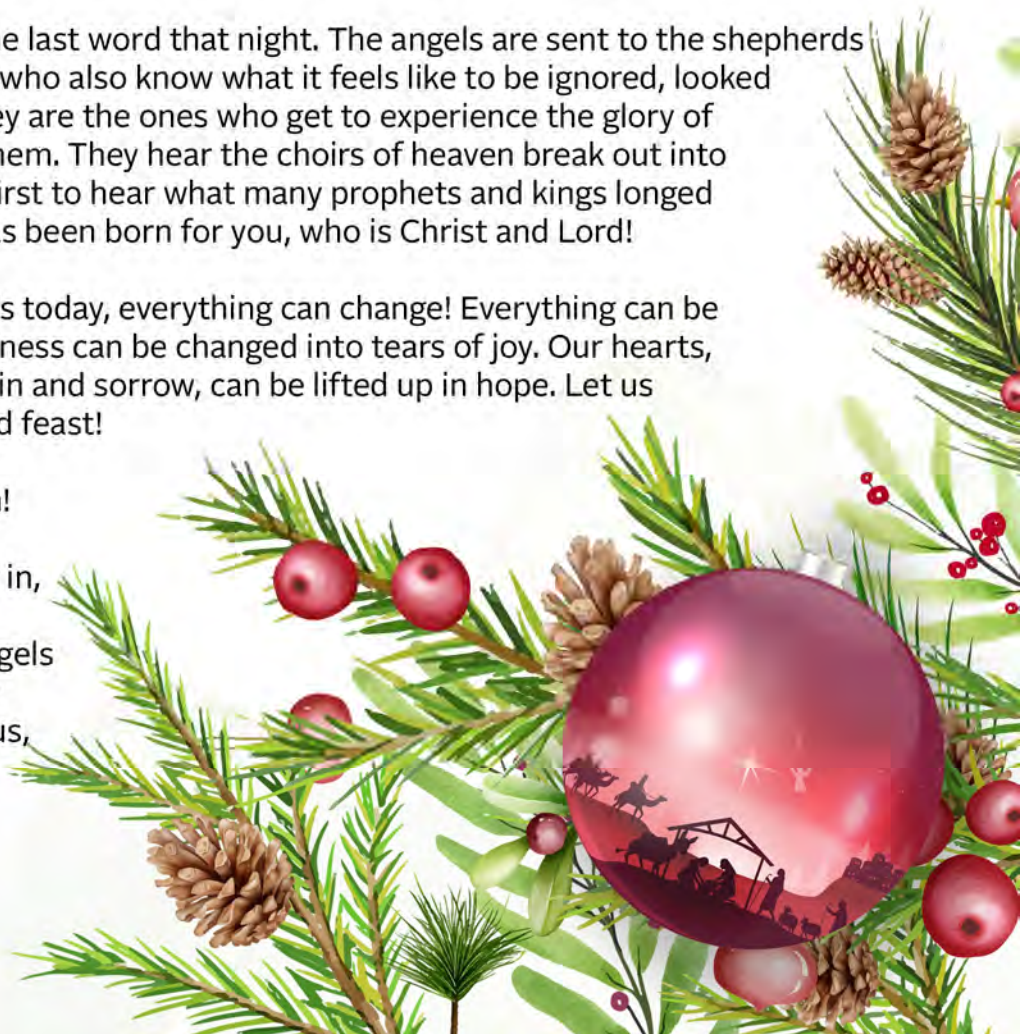 e last word that night. The angels are sent to the shepherds
who also know what it feels like to be ignored, looked
ey are the ones who get to experience the glory of
hem. They hear the choirs of heaven break out into
irst to hear what many prophets and kings longed
s been born for you, who is Christ and Lord!
s today, everything can change! Everything can be
ness can be changed into tears of joy. Our hearts,
in and sorrow, can be lifted up in hope. Let us
d feast!
!
in,
gels
us,